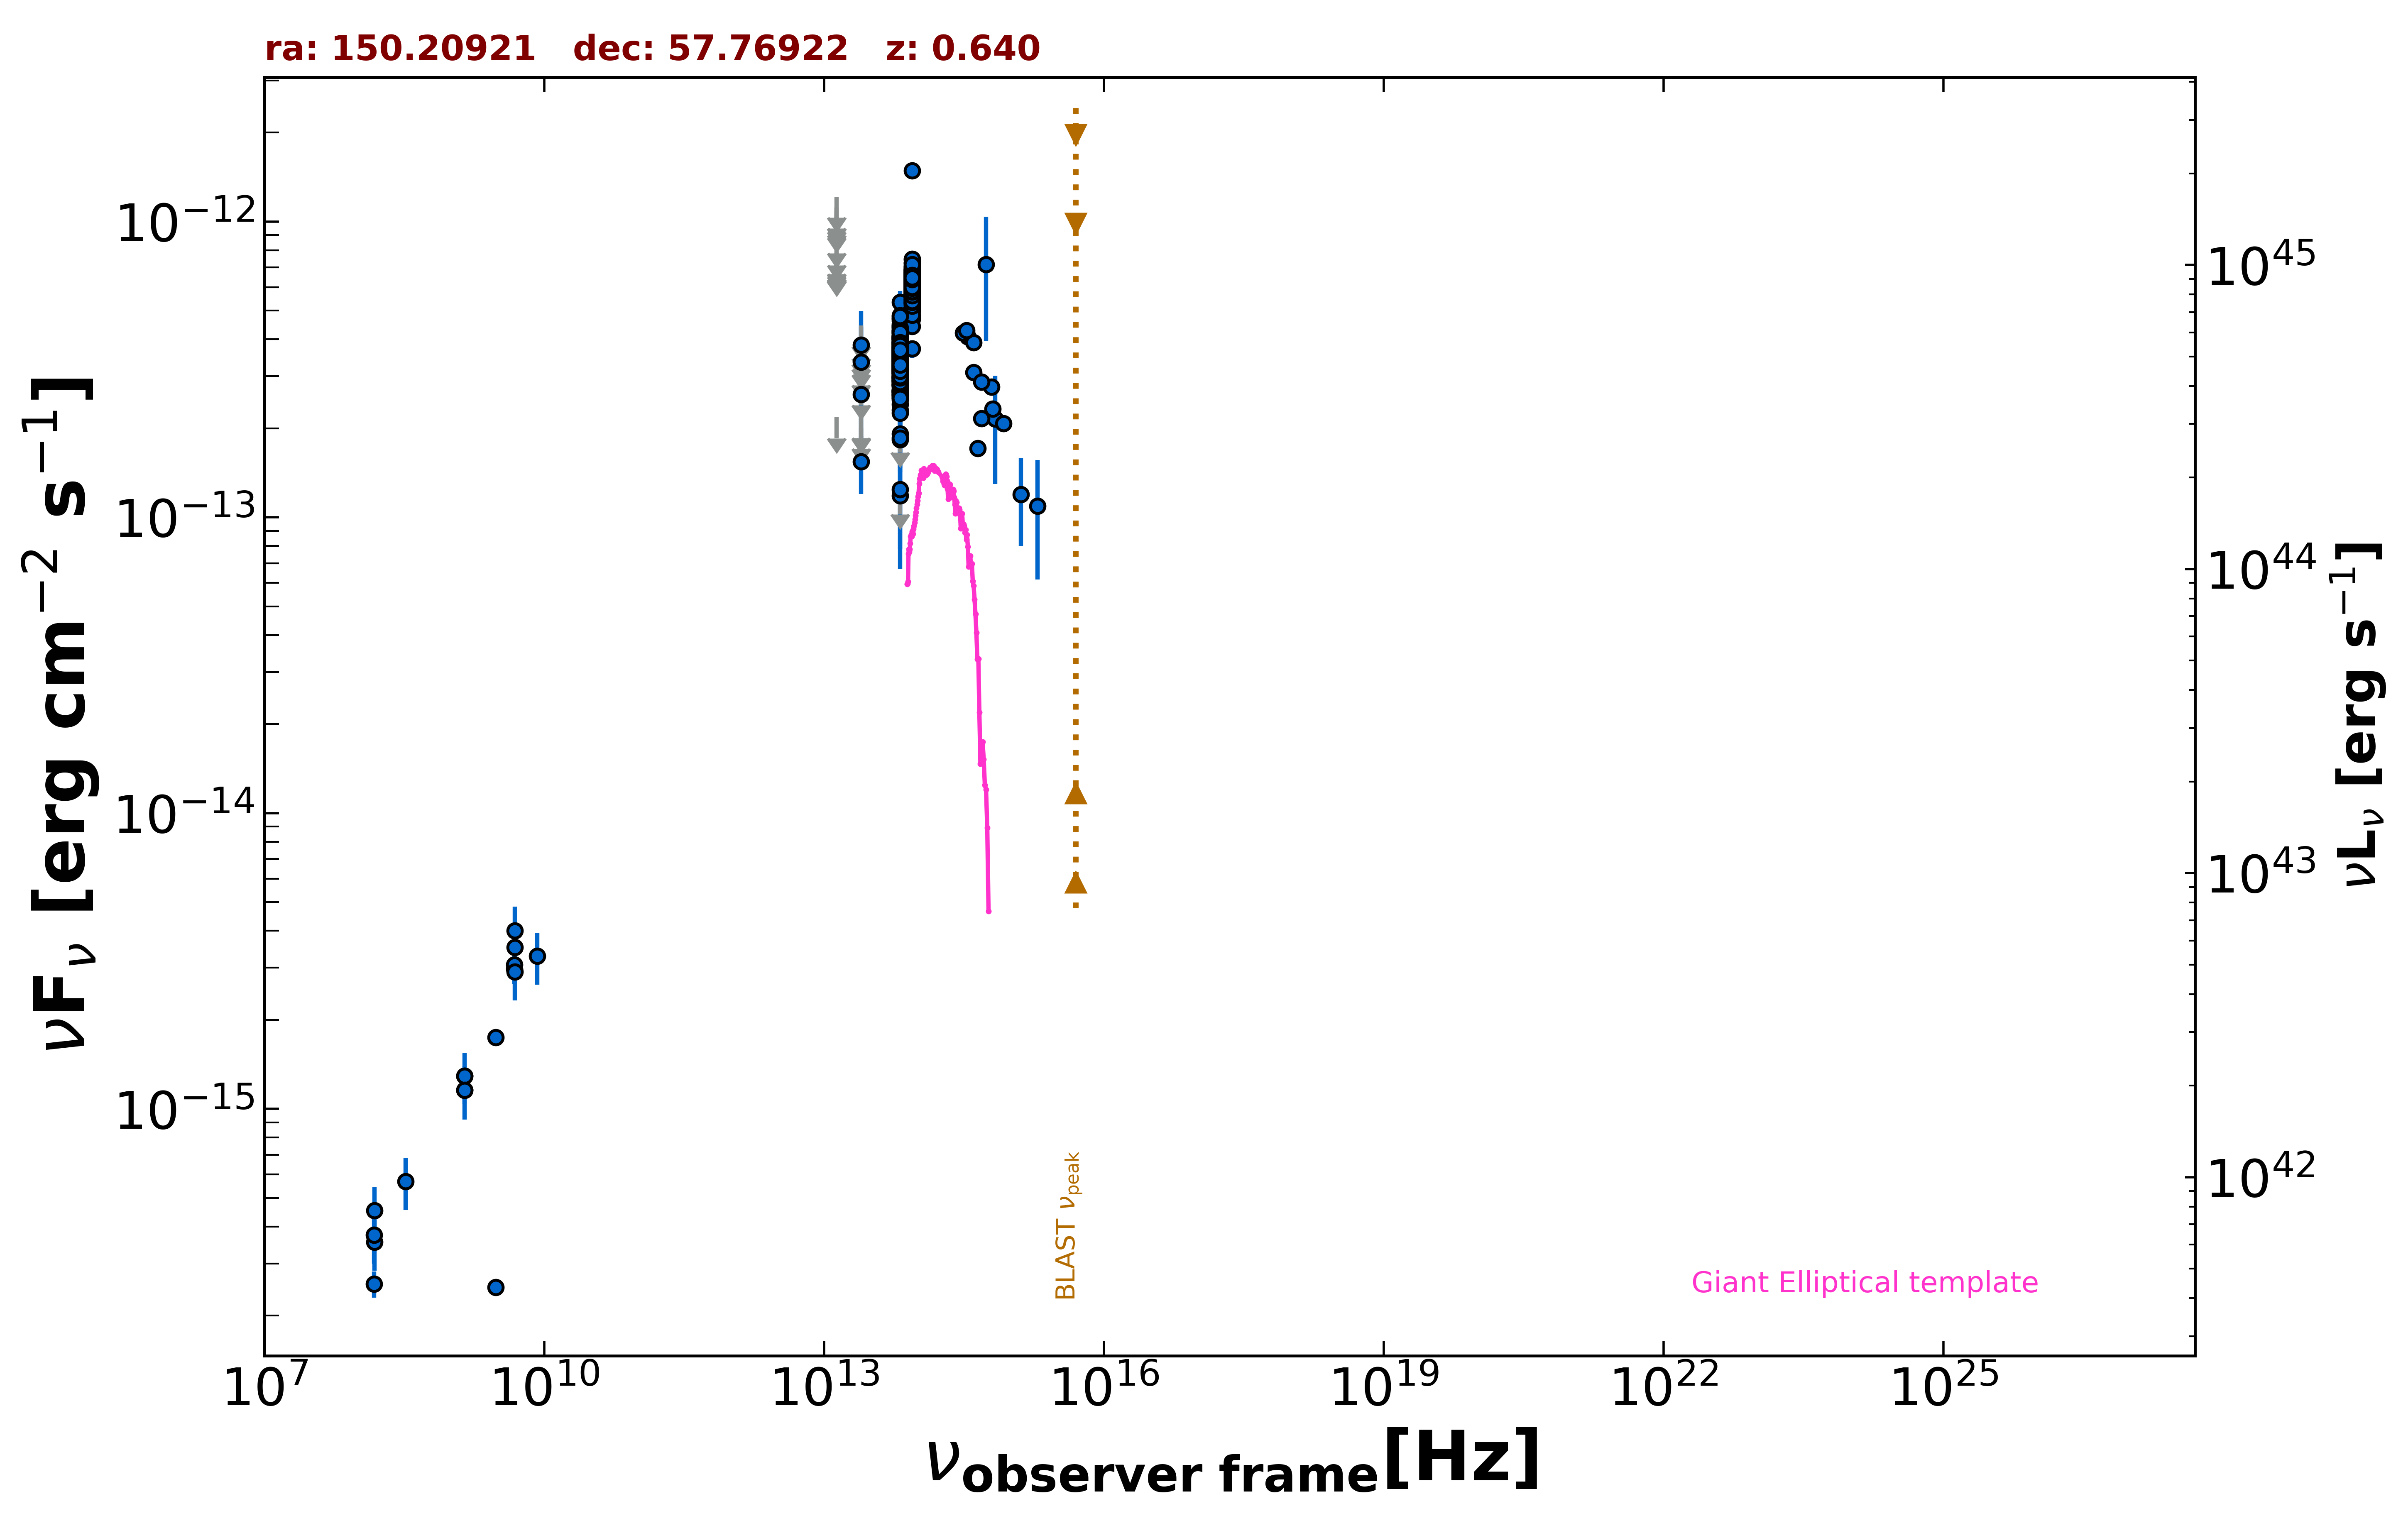 ra: 150.20921   dec: 57.76922   z: 0.640
νF_ν [erg cm^−2 s^−1]
10^−12
10^−13
10^−14
10^−15
νL_ν [erg s^−1]
10^45
10^44
10^43
10^42
BLAST ν_peak
Giant Elliptical template
10^7 10^10 10^13 10^16 10^19 10^22 10^25
ν_observer frame [Hz]